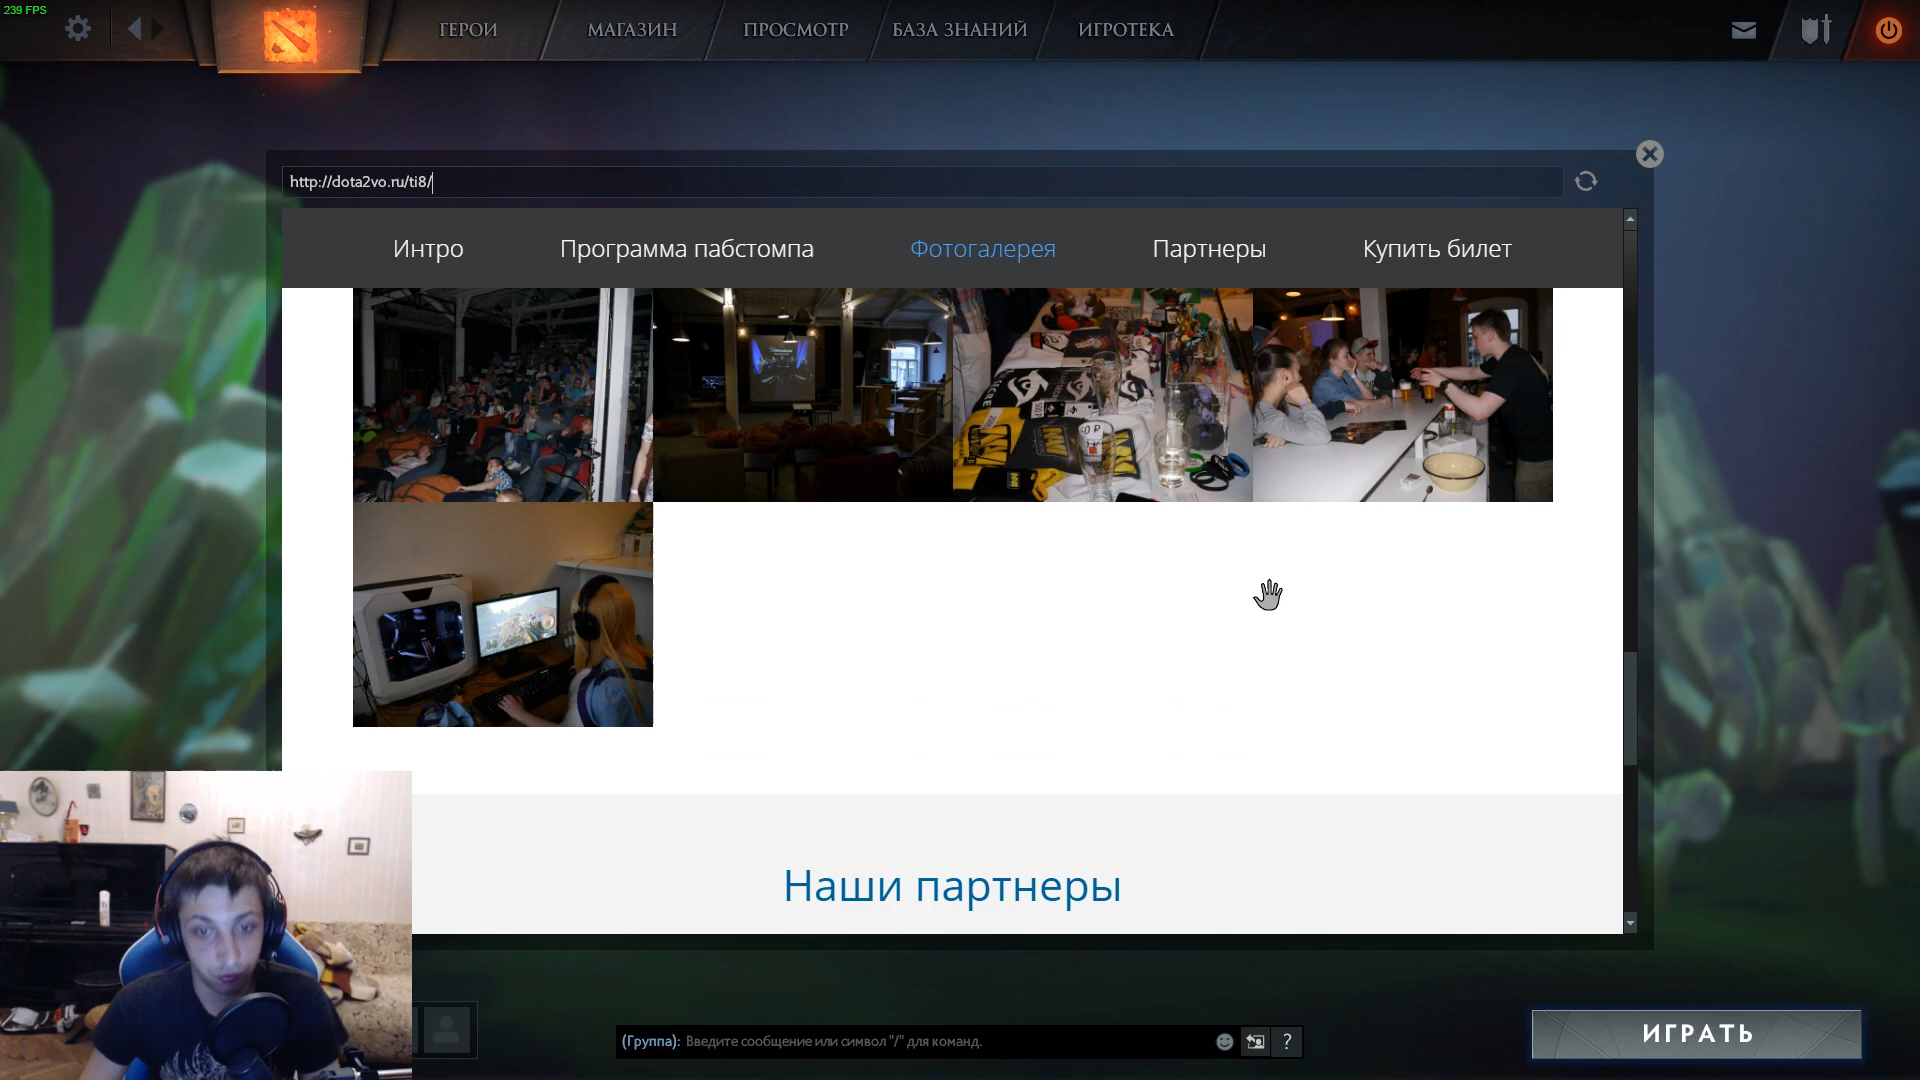 239 FPS
ГЕРОИ
МАГАЗИН
ПРОСМОТР
БАЗА ЗНАНИЙ
ИГРОТЕКА
http://dota2vo.ru/ti8/
Интро
Программа пабстомпа
Фотогалерея
Партнеры
Купить билет
Наши партнеры
(Группа): Введите сообщение или символ "/" для команд.
?
ИГРАТЬ